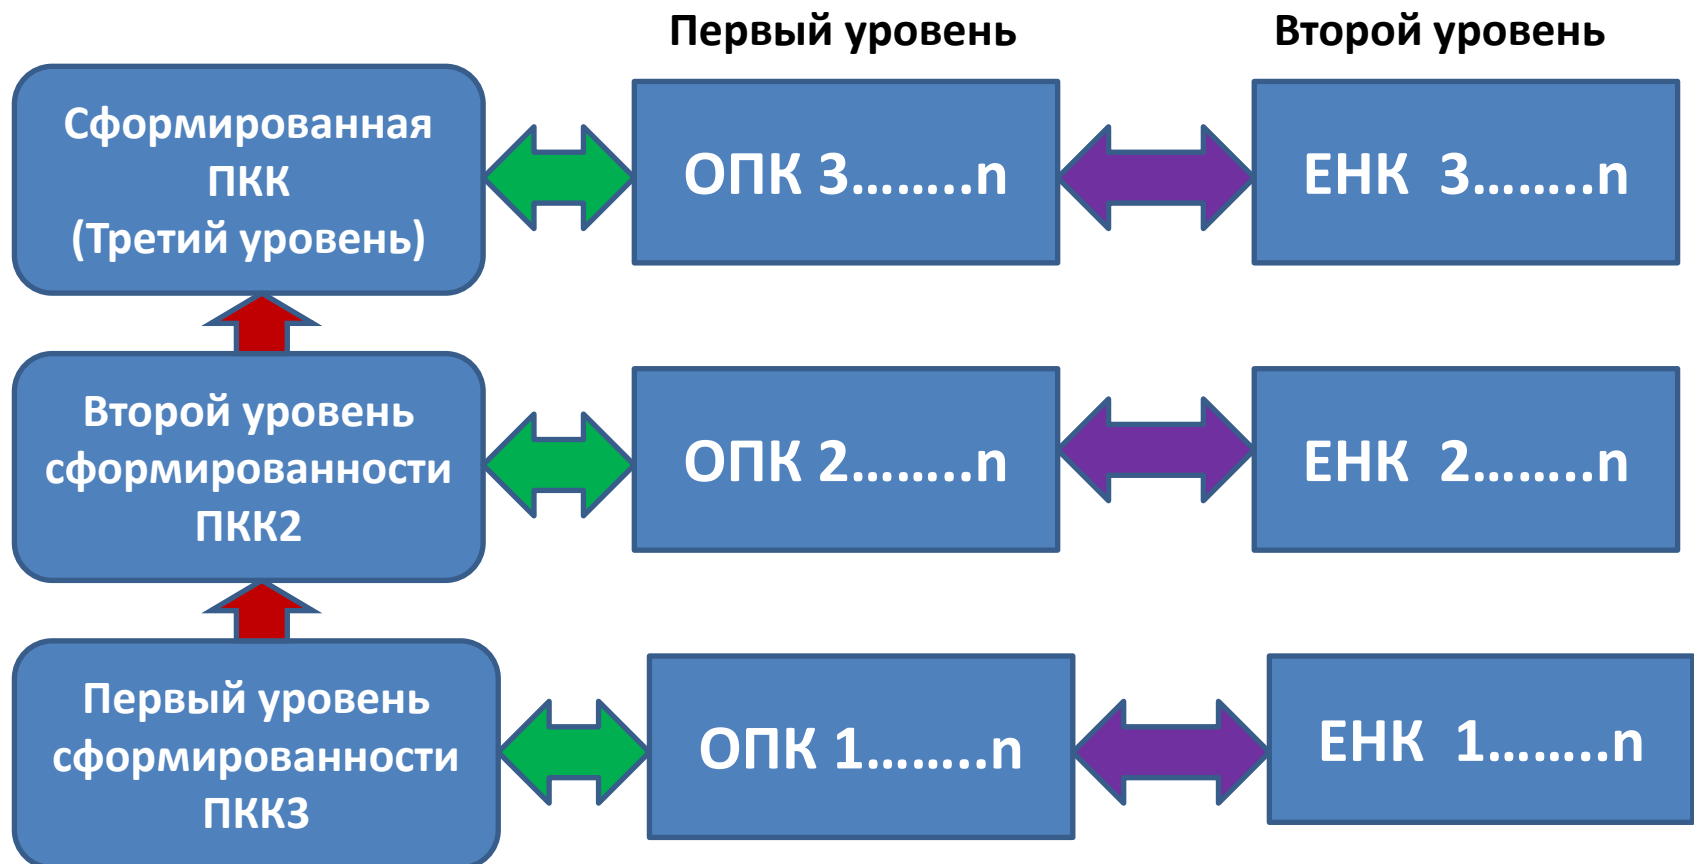 Первый уровень
Второй уровень
Сформированная
ПКК
(Третий уровень)
ОПК 3........n
ЕНК 3........n
Второй уровень
сформированности
ПКК2
ОПК 2........n
ЕНК 2........n
Первый уровень
сформированности
ПКК3
ОПК 1........n
ЕНК 1........n